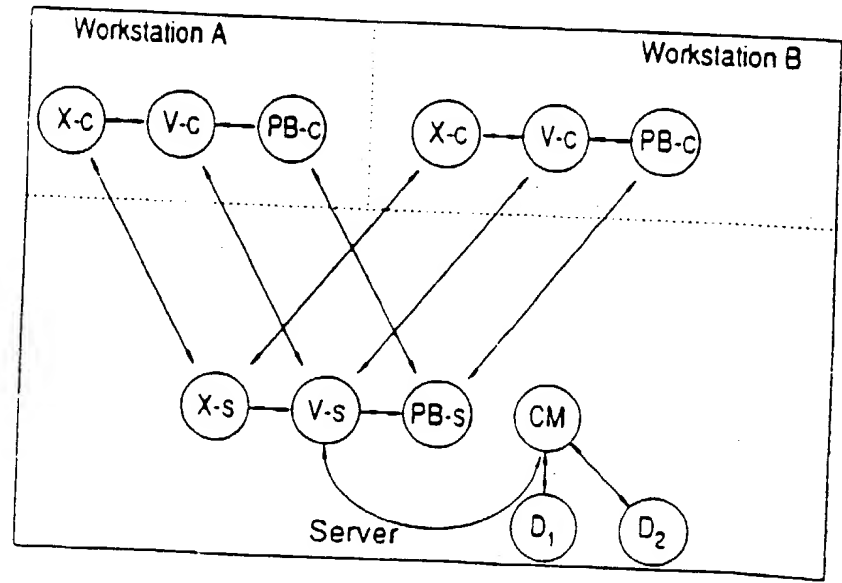 Workstation A
Workstation B
X-c
V-c
PB-c
X-c
V-c
PB-c
X-s
V-s
PB-s
CM
Server
D₁
D₂